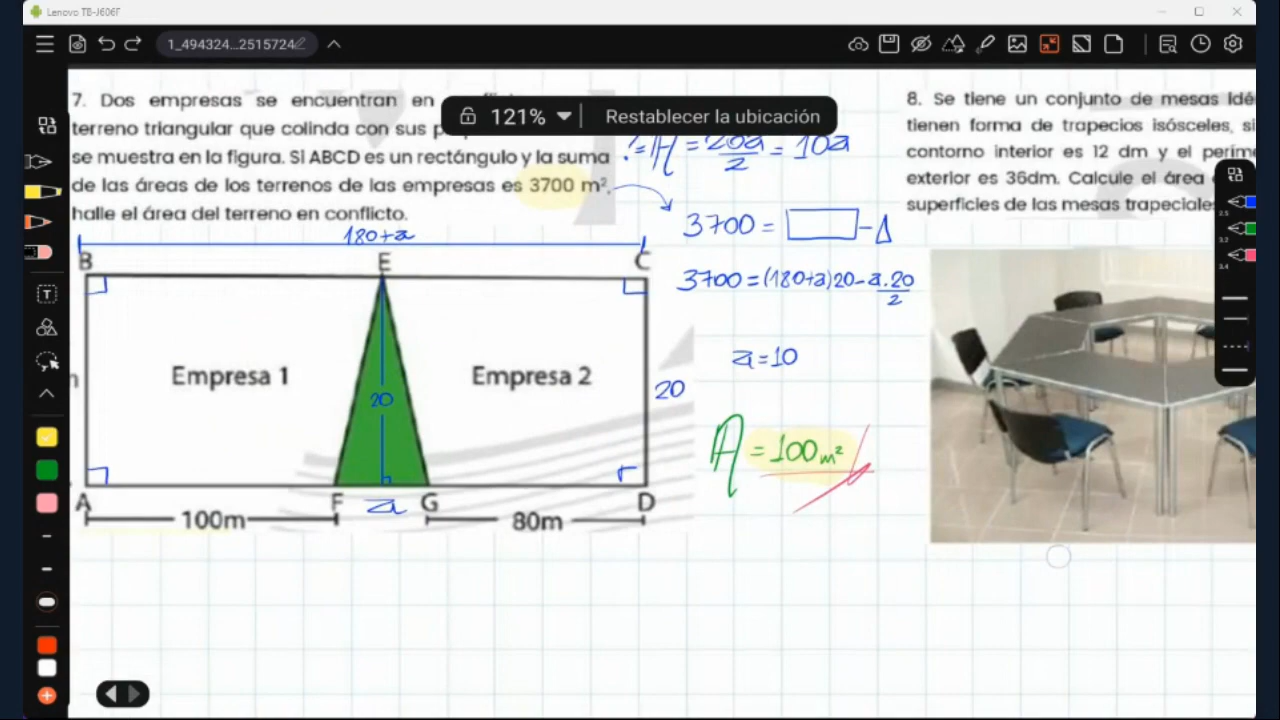 Lenovo TB-J606F
1_494324...2515724
121%
Restablecer la ubicación
7. Dos empresas se encuentran en
terreno triangular que colinda con sus p
se muestra en la figura. Si ABCD es un rectángulo y la suma
de las áreas de los terrenos de las empresas es 3700 m²,
halle el área del terreno en conflicto.
180+a
B E C
Empresa 1
Empresa 2
20
20
A F a G D
100m
80m
?=A = 20a/2 = 10a
3700 = ▭ - Δ
3700 = (180+a)20 - a.20/2
a=10
A = 100 m²
8. Se tiene un conjunto de mesas idé
tienen forma de trapecios isósceles, si
contorno interior es 12 dm y el períme
exterior es 36dm. Calcule el área
superficies de las mesas trapeciale